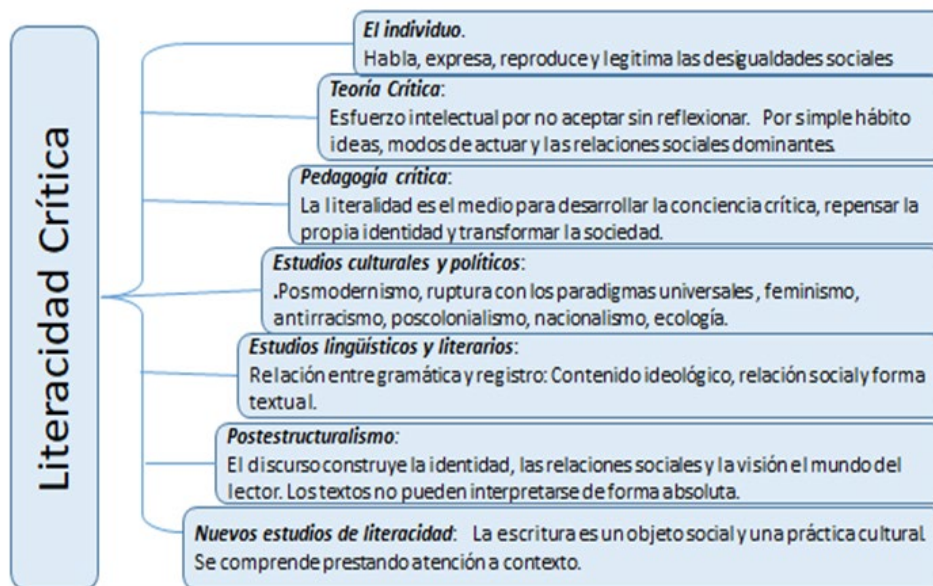 Literacidad Crítica
El individuo.
Habla, expresa, reproduce y legitima las desigualdades sociales
Teoría Crítica:
Esfuerzo intelectual por no aceptar sin reflexionar. Por simple hábito
ideas, modos de actuar y las relaciones sociales dominantes.
Pedagogía crítica:
La literalidad es el medio para desarrollar la conciencia crítica, repensar la
propia identidad y transformar la sociedad.
Estudios culturales y políticos:
.Posmodernismo, ruptura con los paradigmas universales , feminismo,
antirracismo, poscolonialismo, nacionalismo, ecología.
Estudios lingüísticos y literarios:
Relación entre gramática y registro: Contenido ideológico, relación social y forma
textual.
Postestructuralismo:
El discurso construye la identidad, las relaciones sociales y la visión el mundo del
lector. Los textos no pueden interpretarse de forma absoluta.
Nuevos estudios de literacidad: La escritura es un objeto social y una práctica cultural.
Se comprende prestando atención a contexto.